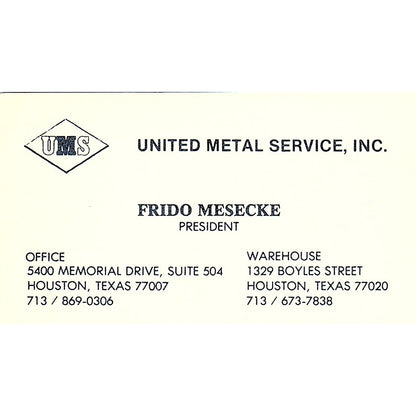 UMS
UNITED METAL SERVICE, INC.
FRIDO MESECKE
PRESIDENT
OFFICE
5400 MEMORIAL DRIVE, SUITE 504
HOUSTON, TEXAS 77007
713 / 869-0306
WAREHOUSE
1329 BOYLES STREET
HOUSTON, TEXAS 77020
713 / 673-7838